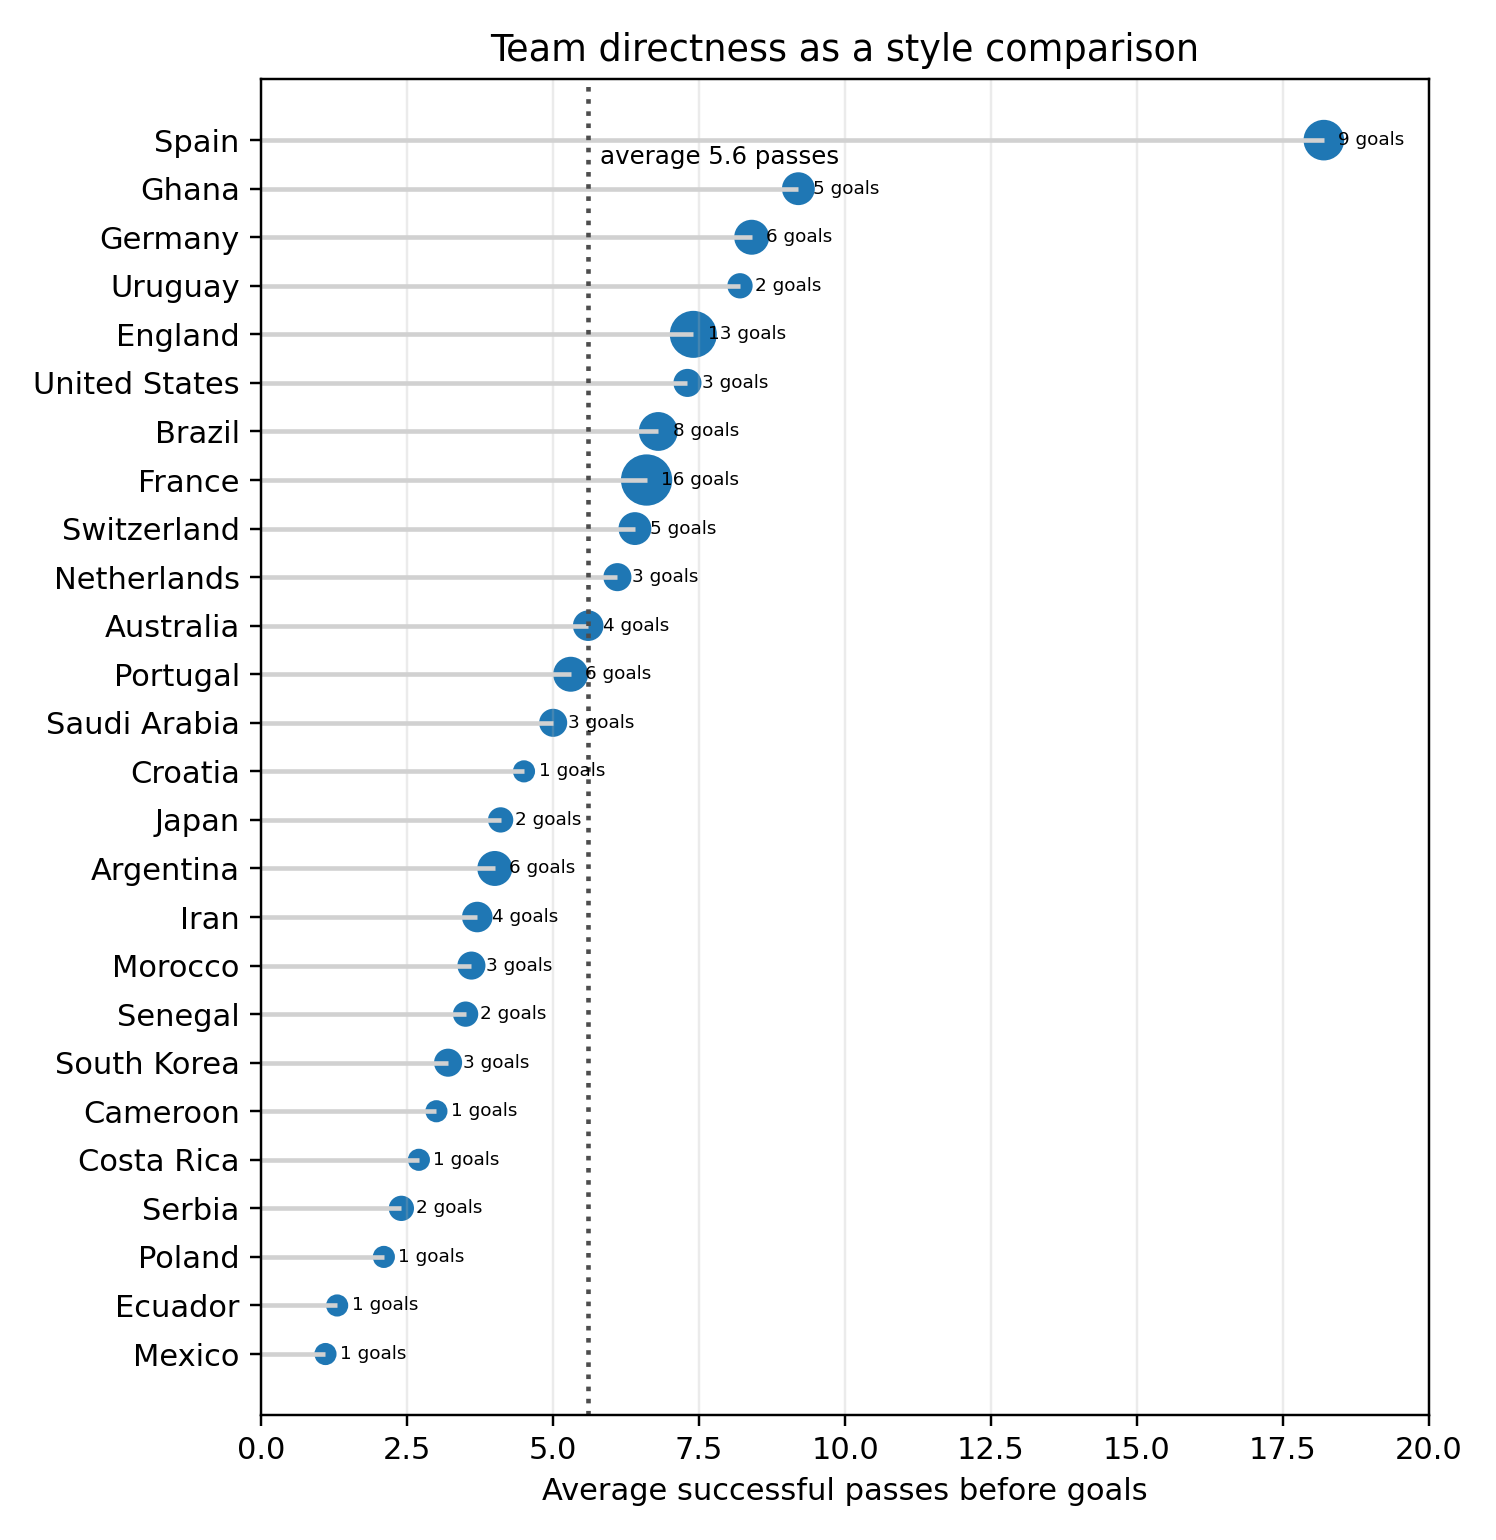 Team directness as a style comparison
Spain
9 goals
average 5.6 passes
Ghana
5 goals
Germany
6 goals
Uruguay
2 goals
England
13 goals
United States
3 goals
Brazil
8 goals
France
16 goals
Switzerland
5 goals
Netherlands
3 goals
Australia
4 goals
Portugal
6 goals
Saudi Arabia
3 goals
Croatia
1 goals
Japan
2 goals
Argentina
6 goals
Iran
4 goals
Morocco
3 goals
Senegal
2 goals
South Korea
3 goals
Cameroon
1 goals
Costa Rica
1 goals
Serbia
2 goals
Poland
1 goals
Ecuador
1 goals
Mexico
1 goals
0.0 2.5 5.0 7.5 10.0 12.5 15.0 17.5 20.0
Average successful passes before goals